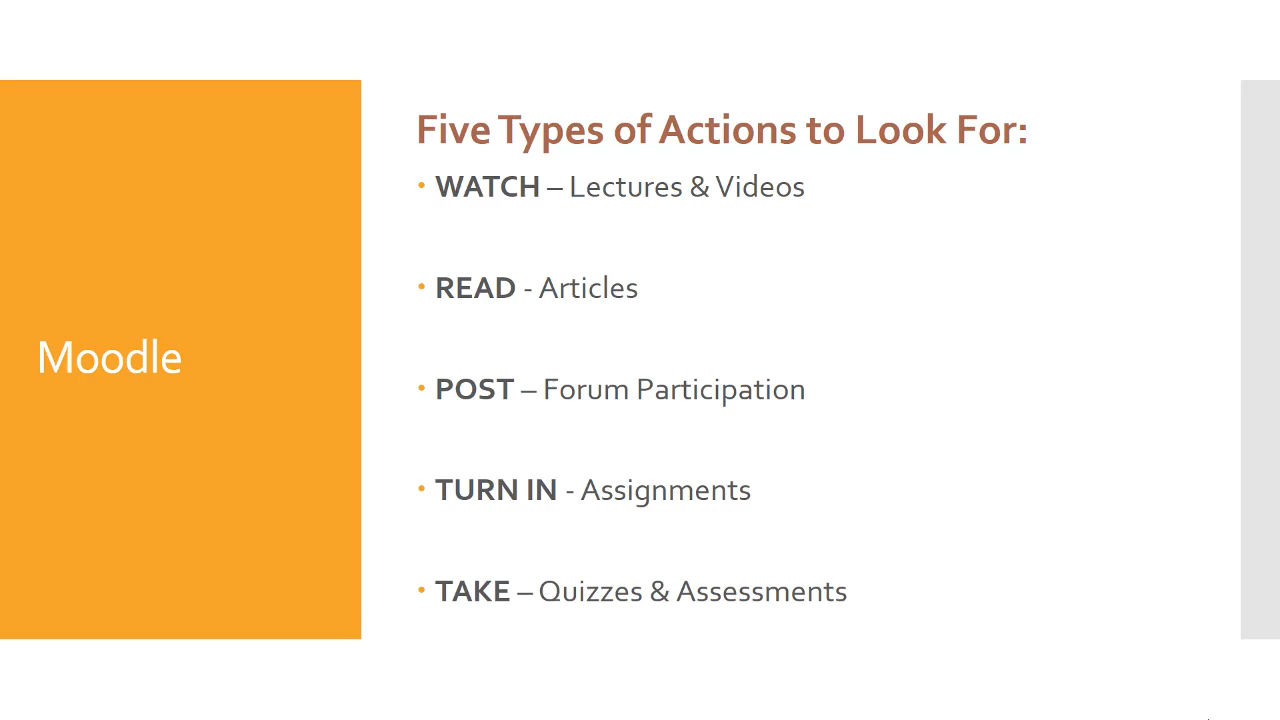 Moodle
Five Types of Actions to Look For:
• WATCH – Lectures & Videos
• READ - Articles
• POST – Forum Participation
• TURN IN - Assignments
• TAKE – Quizzes & Assessments